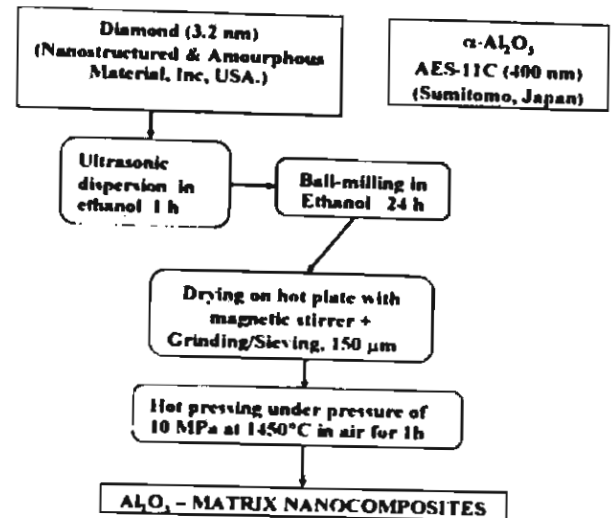 Diamond (3.2 nm)
(Nanostructured & Amourphous
Material, Inc, USA.)
α-Al₂O₃
AES-11C (400 nm)
(Sumitomo, Japan)
Ultrasonic
dispersion in
ethanol 1 h
Ball-milling in
Ethanol 24 h
Drying on hot plate with
magnetic stirrer +
Grinding/Sieving, 150 μm
Hot pressing under pressure of
10 MPa at 1450°C in air for 1h
Al₂O₃ – MATRIX NANOCOMPOSITES